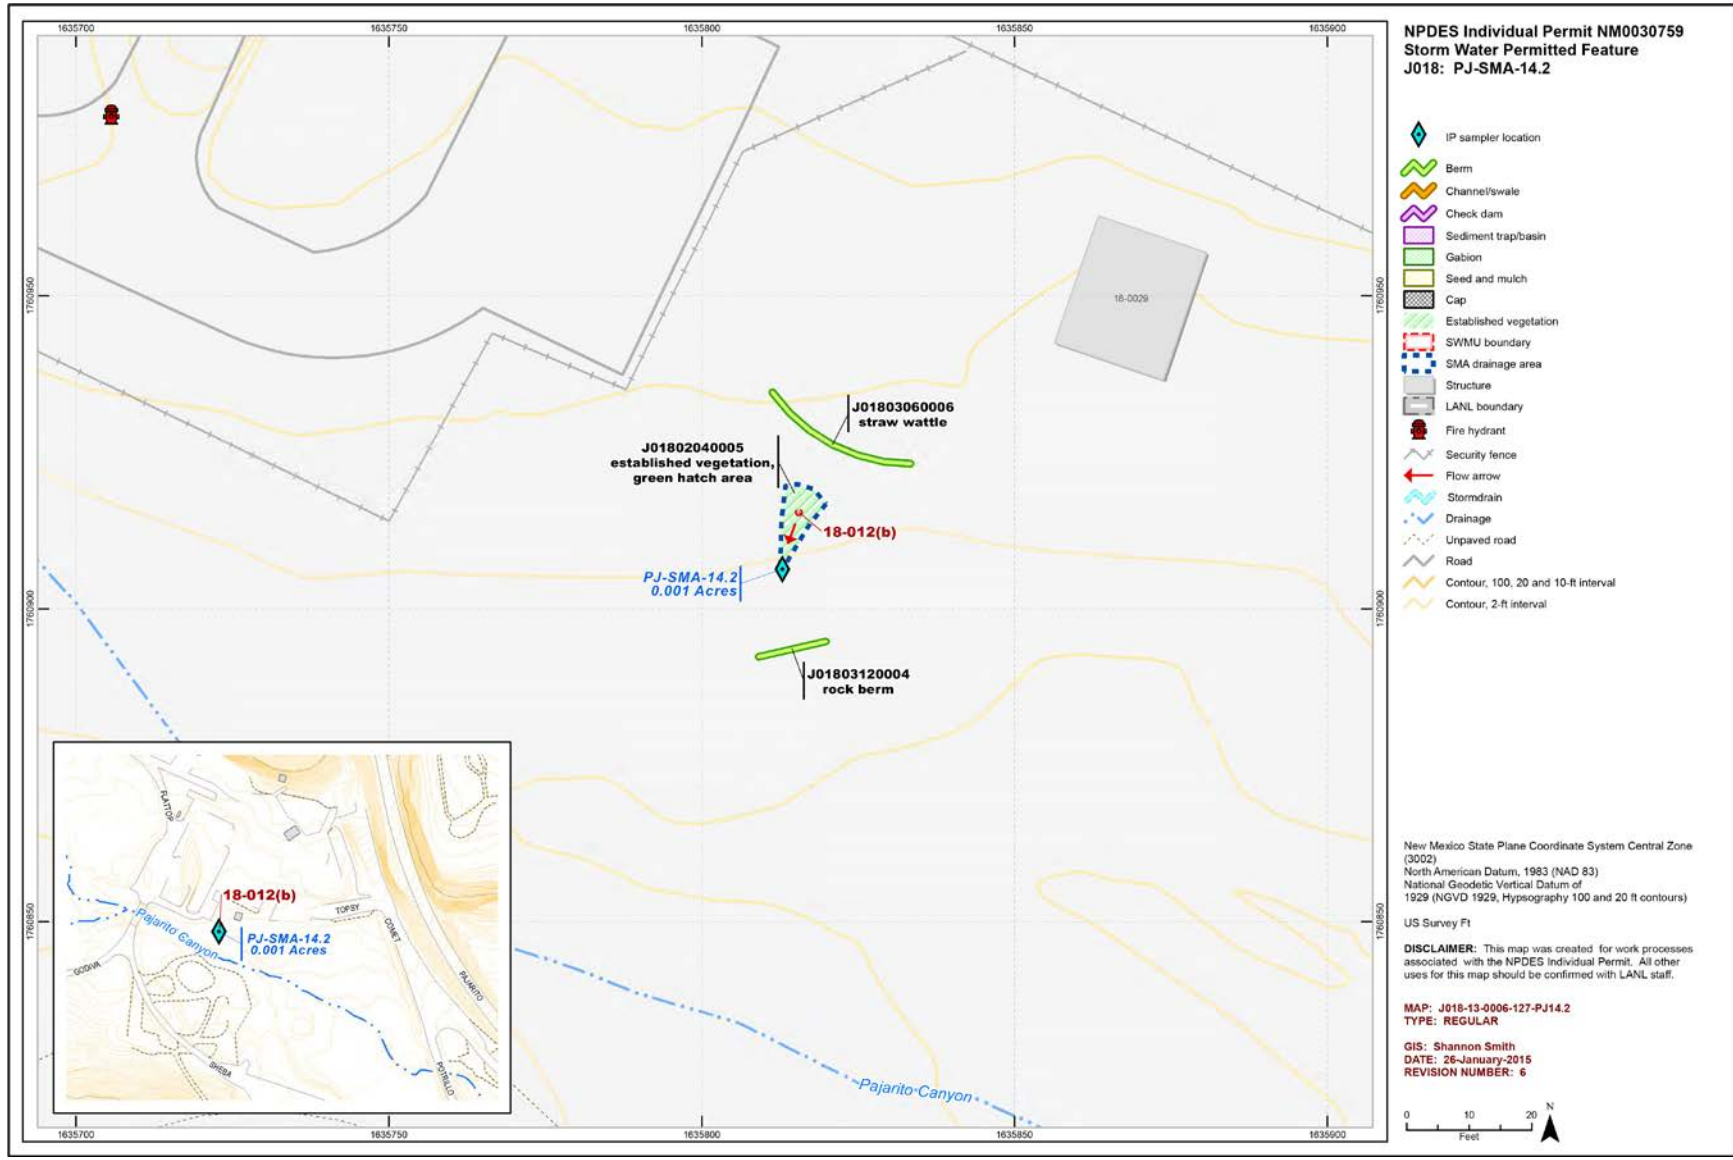 1635700
1635750
1635800
1635850
1635900
1760950
1760950
1760900
1760900
1760850
1760850
18-0029
J01803060006
straw wattle
J01802040005
established vegetation,
green hatch area
18-012(b)
PJ-SMA-14.2
0.001 Acres
J01803120004
rock berm
Pajarito Canyon
FLATTOP
18-012(b)
TOPSY
COMET
Pajarito Canyon
PJ-SMA-14.2
0.001 Acres
GODIVA
PAJARITO
SHEBA
POTRILLO
1635700
1635750
1635800
1635850
1635900
NPDES Individual Permit NM0030759
Storm Water Permitted Feature
J018: PJ-SMA-14.2
IP sampler location
Berm
Channel/swale
Check dam
Sediment trap/basin
Gabion
Seed and mulch
Cap
Established vegetation
SWMU boundary
SMA drainage area
Structure
LANL boundary
Fire hydrant
Security fence
Flow arrow
Stormdrain
Drainage
Unpaved road
Road
Contour, 100, 20 and 10-ft interval
Contour, 2-ft interval
New Mexico State Plane Coordinate System Central Zone
(3002)
North American Datum, 1983 (NAD 83)
National Geodetic Vertical Datum of
1929 (NGVD 1929, Hypsography 100 and 20 ft contours)
US Survey Ft
DISCLAIMER: This map was created for work processes
associated with the NPDES Individual Permit. All other
uses for this map should be confirmed with LANL staff.
MAP: J018-13-0006-127-PJ14.2
TYPE: REGULAR
GIS: Shannon Smith
DATE: 26-January-2015
REVISION NUMBER: 6
0 10 20
Feet
N